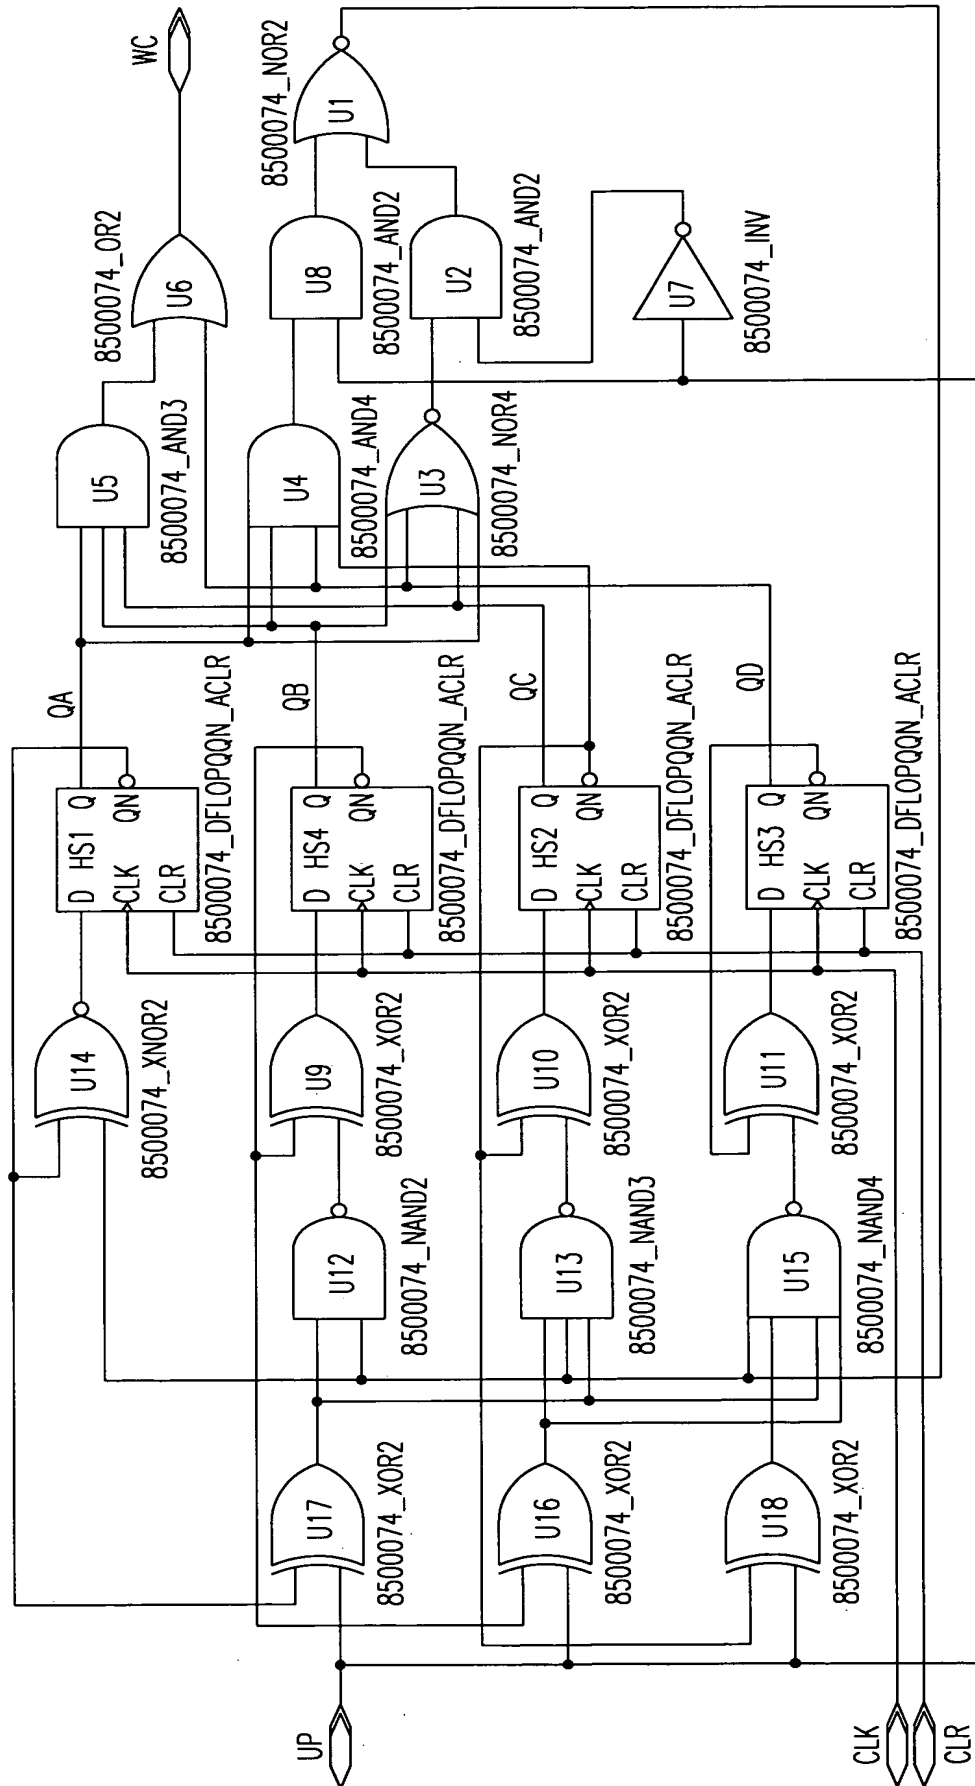 WC
8500074_OR2
U6
8500074_NOR2
U1
U5
8500074_AND3
U8
8500074_AND2
U4
8500074_AND4
U2
8500074_AND2
U3
8500074_NOR4
U7
8500074_INV
QA
QB
QC
QD
D HS1 Q
CLK QN
CLR
8500074_DFLOPQQN_ACLR
D HS4 Q
CLK QN
CLR
8500074_DFLOPQQN_ACLR
D HS2 Q
CLK QN
CLR
8500074_DFLOPQQN_ACLR
D HS3 Q
CLK QN
CLR
8500074_DFLOPQQN_ACLR
U14
8500074_XNOR2
U9
8500074_XOR2
U10
8500074_XOR2
U11
8500074_XOR2
U12
8500074_NAND2
U13
8500074_NAND3
U15
8500074_NAND4
U17
8500074_XOR2
U16
8500074_XOR2
U18
8500074_XOR2
UP
CLK
CLR